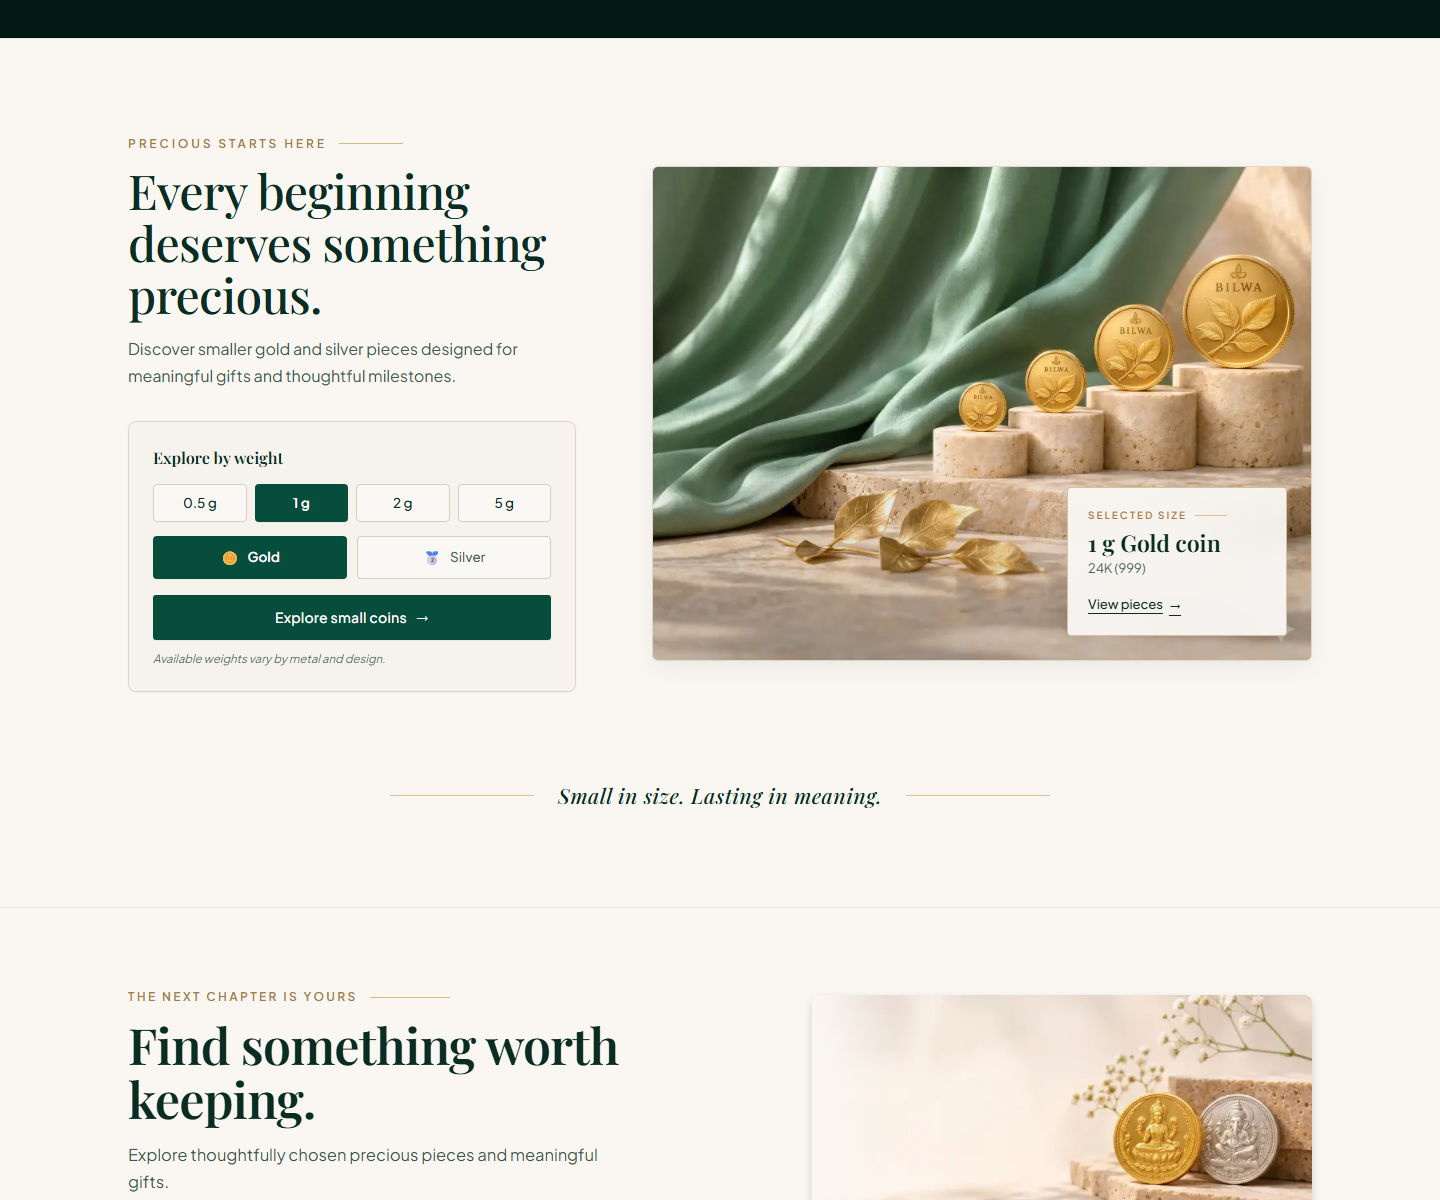 PRECIOUS STARTS HERE
Every beginning
deserves something
precious.
Discover smaller gold and silver pieces designed for
meaningful gifts and thoughtful milestones.
Explore by weight
0.5 g
1 g
2 g
5 g
Gold
Silver
Explore small coins →
Available weights vary by metal and design.
BILWA
BILWA
BILWA
BILWA
SELECTED SIZE
1 g Gold coin
24K (999)
View pieces →
Small in size. Lasting in meaning.
THE NEXT CHAPTER IS YOURS
Find something worth
keeping.
Explore thoughtfully chosen precious pieces and meaningful
gifts.